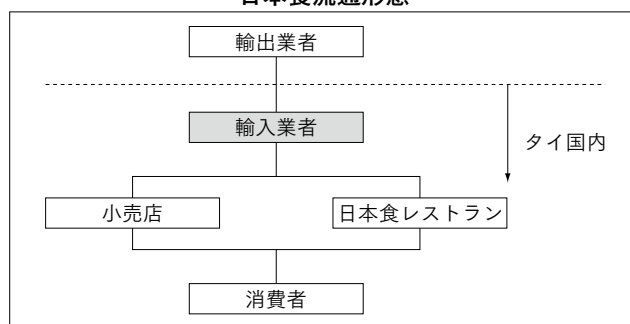 日本食流通形態
輸出業者
輸入業者
タイ国内
小売店
日本食レストラン
消費者